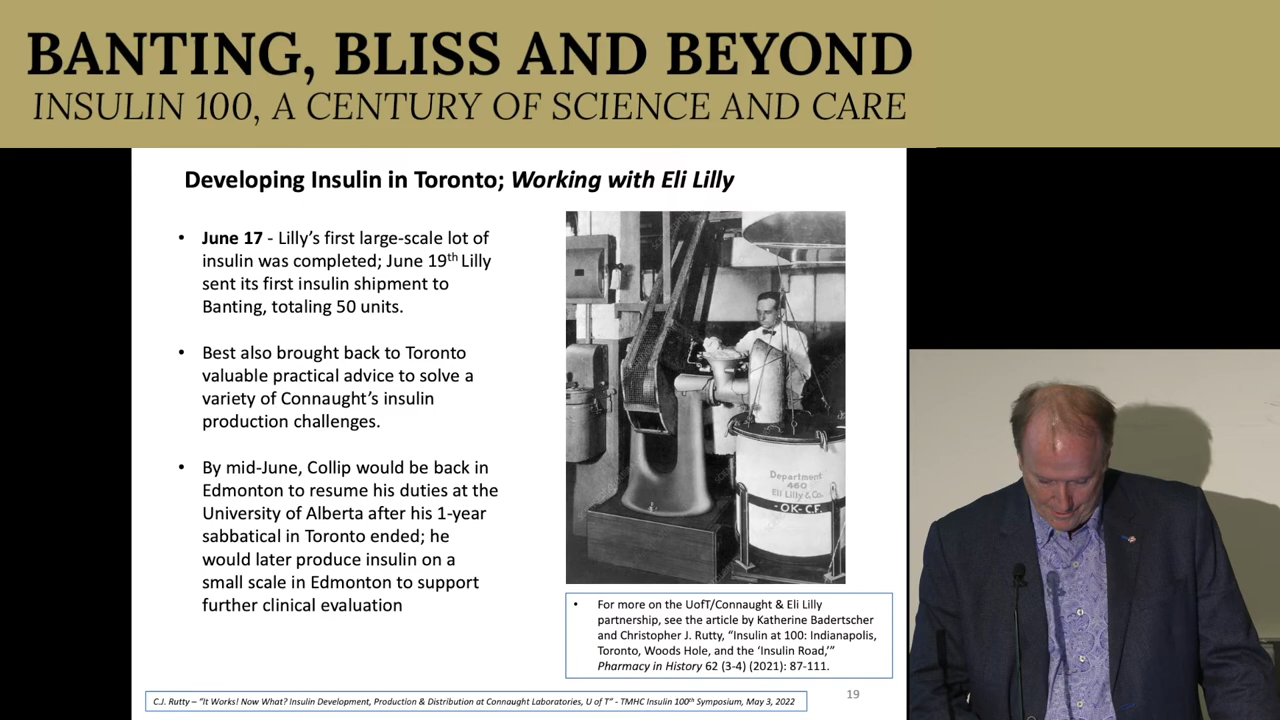 BANTING, BLISS AND BEYOND
INSULIN 100, A CENTURY OF SCIENCE AND CARE
Developing Insulin in Toronto; Working with Eli Lilly
• June 17 - Lilly's first large-scale lot of
insulin was completed; June 19th Lilly
sent its first insulin shipment to
Banting, totaling 50 units.
• Best also brought back to Toronto
valuable practical advice to solve a
variety of Connaught's insulin
production challenges.
• By mid-June, Collip would be back in
Edmonton to resume his duties at the
University of Alberta after his 1-year
sabbatical in Toronto ended; he
would later produce insulin on a
small scale in Edmonton to support
further clinical evaluation
Department
460
Eli Lilly & Co.
-OK-CF.
• For more on the UofT/Connaught & Eli Lilly
partnership, see the article by Katherine Badertscher
and Christopher J. Rutty, "Insulin at 100: Indianapolis,
Toronto, Woods Hole, and the 'Insulin Road,'"
Pharmacy in History 62 (3-4) (2021): 87-111.
C.J. Rutty – "It Works! Now What? Insulin Development, Production & Distribution at Connaught Laboratories, U of T" - TMHC Insulin 100th Symposium, May 3, 2022
19